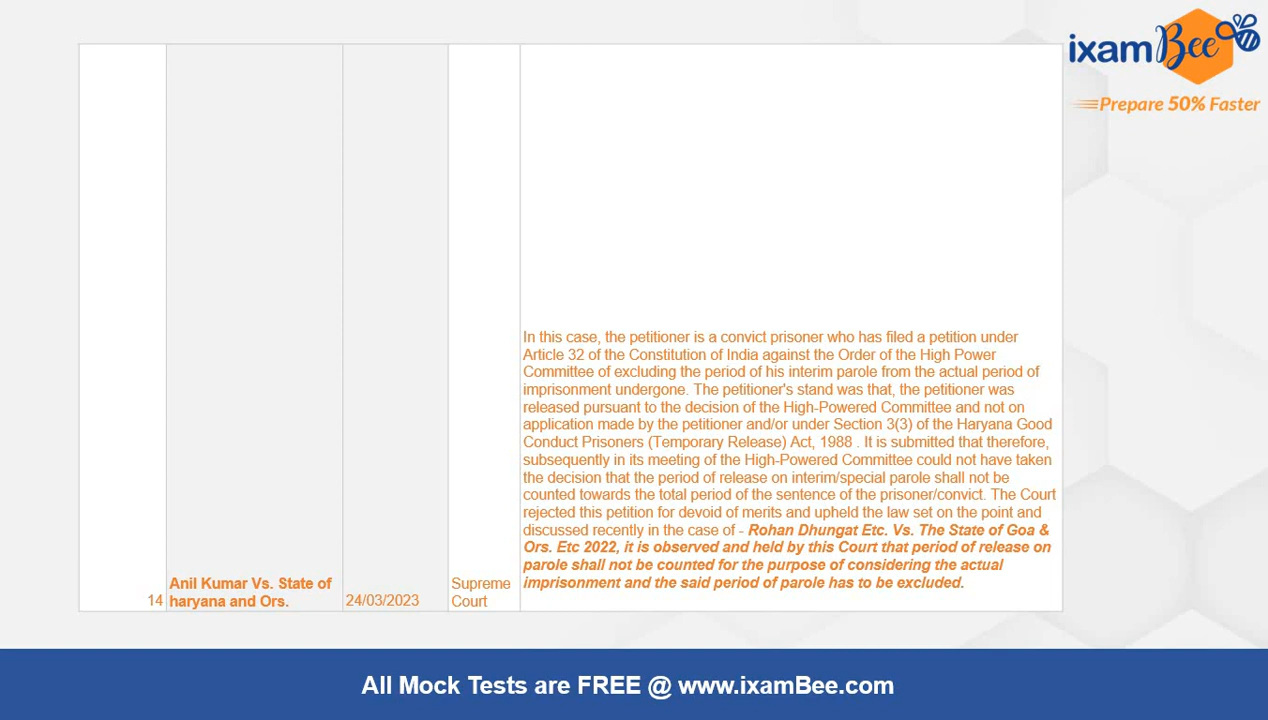 ixamBee
Prepare 50% Faster
In this case, the petitioner is a convict prisoner who has filed a petition under
Article 32 of the Constitution of India against the Order of the High Power
Committee of excluding the period of his interim parole from the actual period of
imprisonment undergone. The petitioner's stand was that, the petitioner was
released pursuant to the decision of the High-Powered Committee and not on
application made by the petitioner and/or under Section 3(3) of the Haryana Good
Conduct Prisoners (Temporary Release) Act, 1988 . It is submitted that therefore,
subsequently in its meeting of the High-Powered Committee could not have taken
the decision that the period of release on interim/special parole shall not be
counted towards the total period of the sentence of the prisoner/convict. The Court
rejected this petition for devoid of merits and upheld the law set on the point and
discussed recently in the case of - Rohan Dhungat Etc. Vs. The State of Goa &
Ors. Etc 2022, it is observed and held by this Court that period of release on
parole shall not be counted for the purpose of considering the actual
imprisonment and the said period of parole has to be excluded.
14
Anil Kumar Vs. State of
haryana and Ors.
24/03/2023
Supreme
Court
All Mock Tests are FREE @ www.ixamBee.com